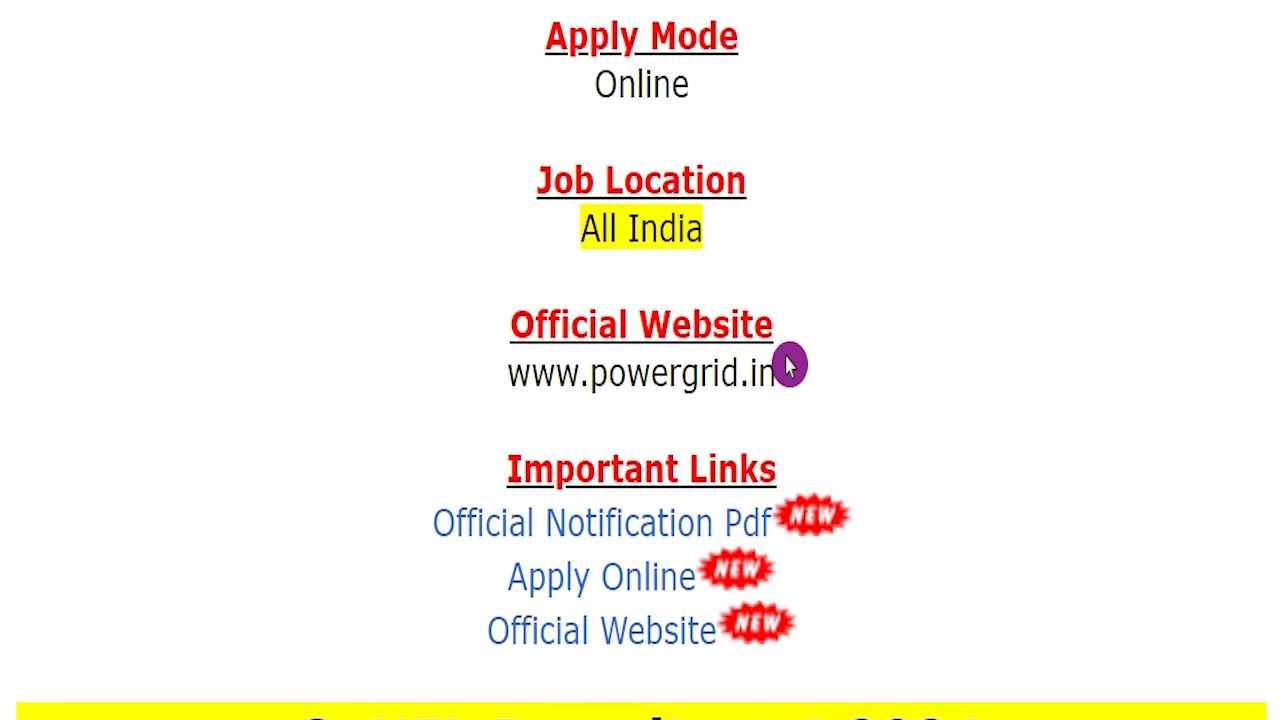 Apply Mode
Online
Job Location
All India
Official Website
www.powergrid.in
Important Links
Official Notification Pdf NEW
Apply Online NEW
Official Website NEW